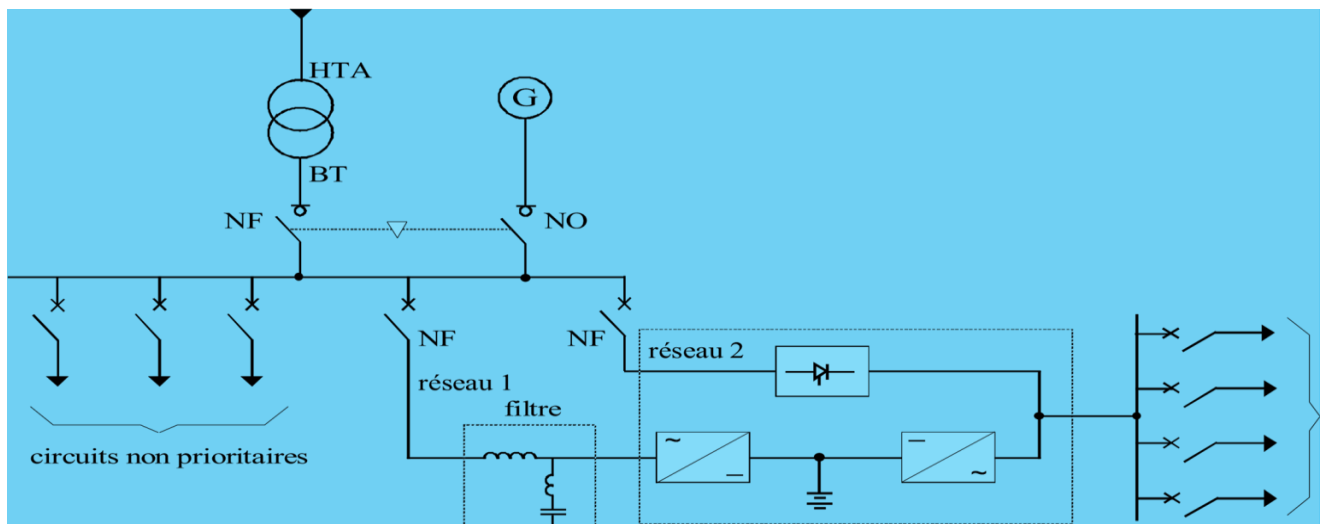 HTA
G
BT
NF
NO
NF
NF
réseau 2
réseau 1
filtre
circuits non prioritaires